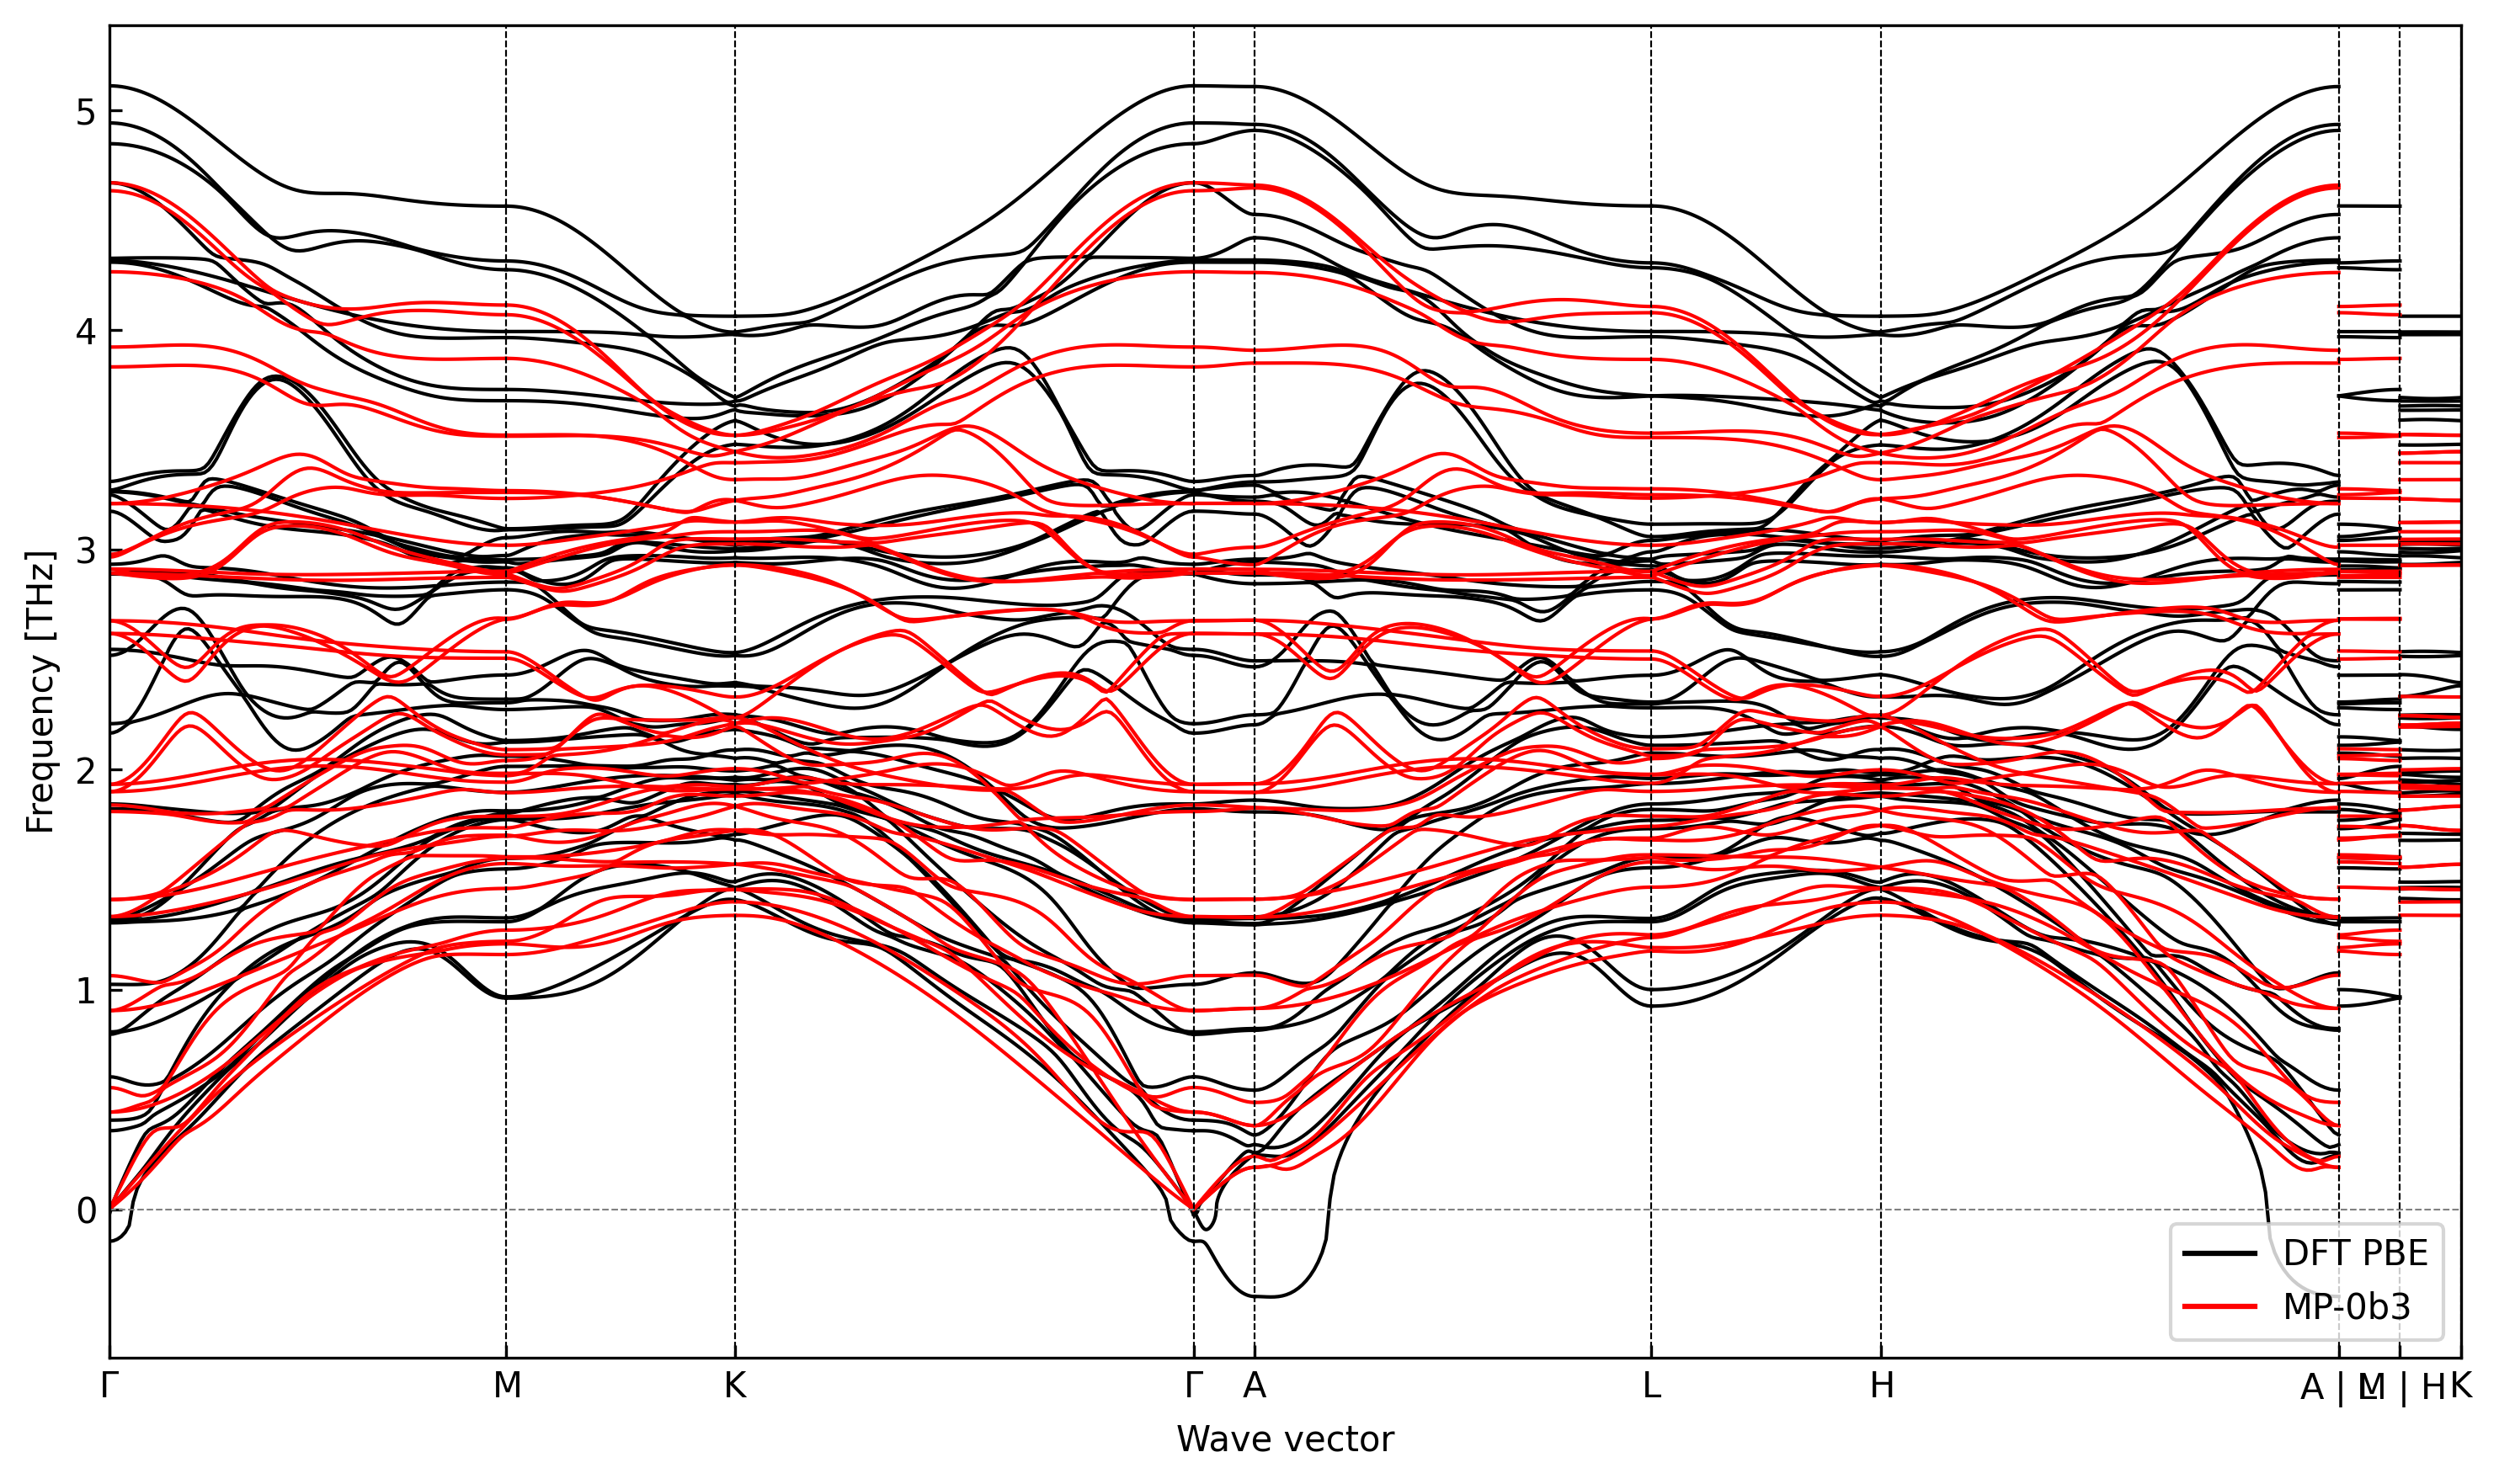 5
4
3
2
1
0
Frequency [THz]
DFT PBE
MP-0b3
Γ M K Γ A L H A | L M | H K
Wave vector